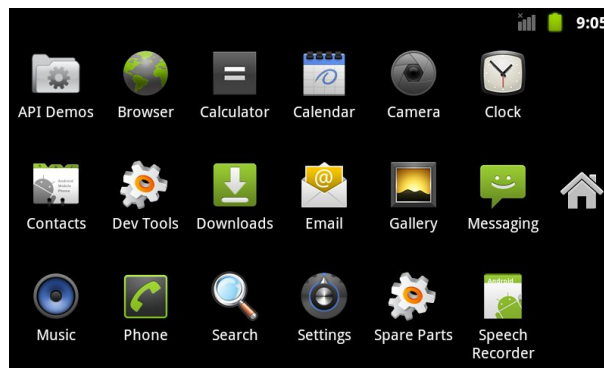 9:05
API Demos
Browser
Calculator
Calendar
Camera
Clock
Contacts
Dev Tools
Downloads
Email
Gallery
Messaging
Music
Phone
Search
Settings
Spare Parts
Speech
Recorder